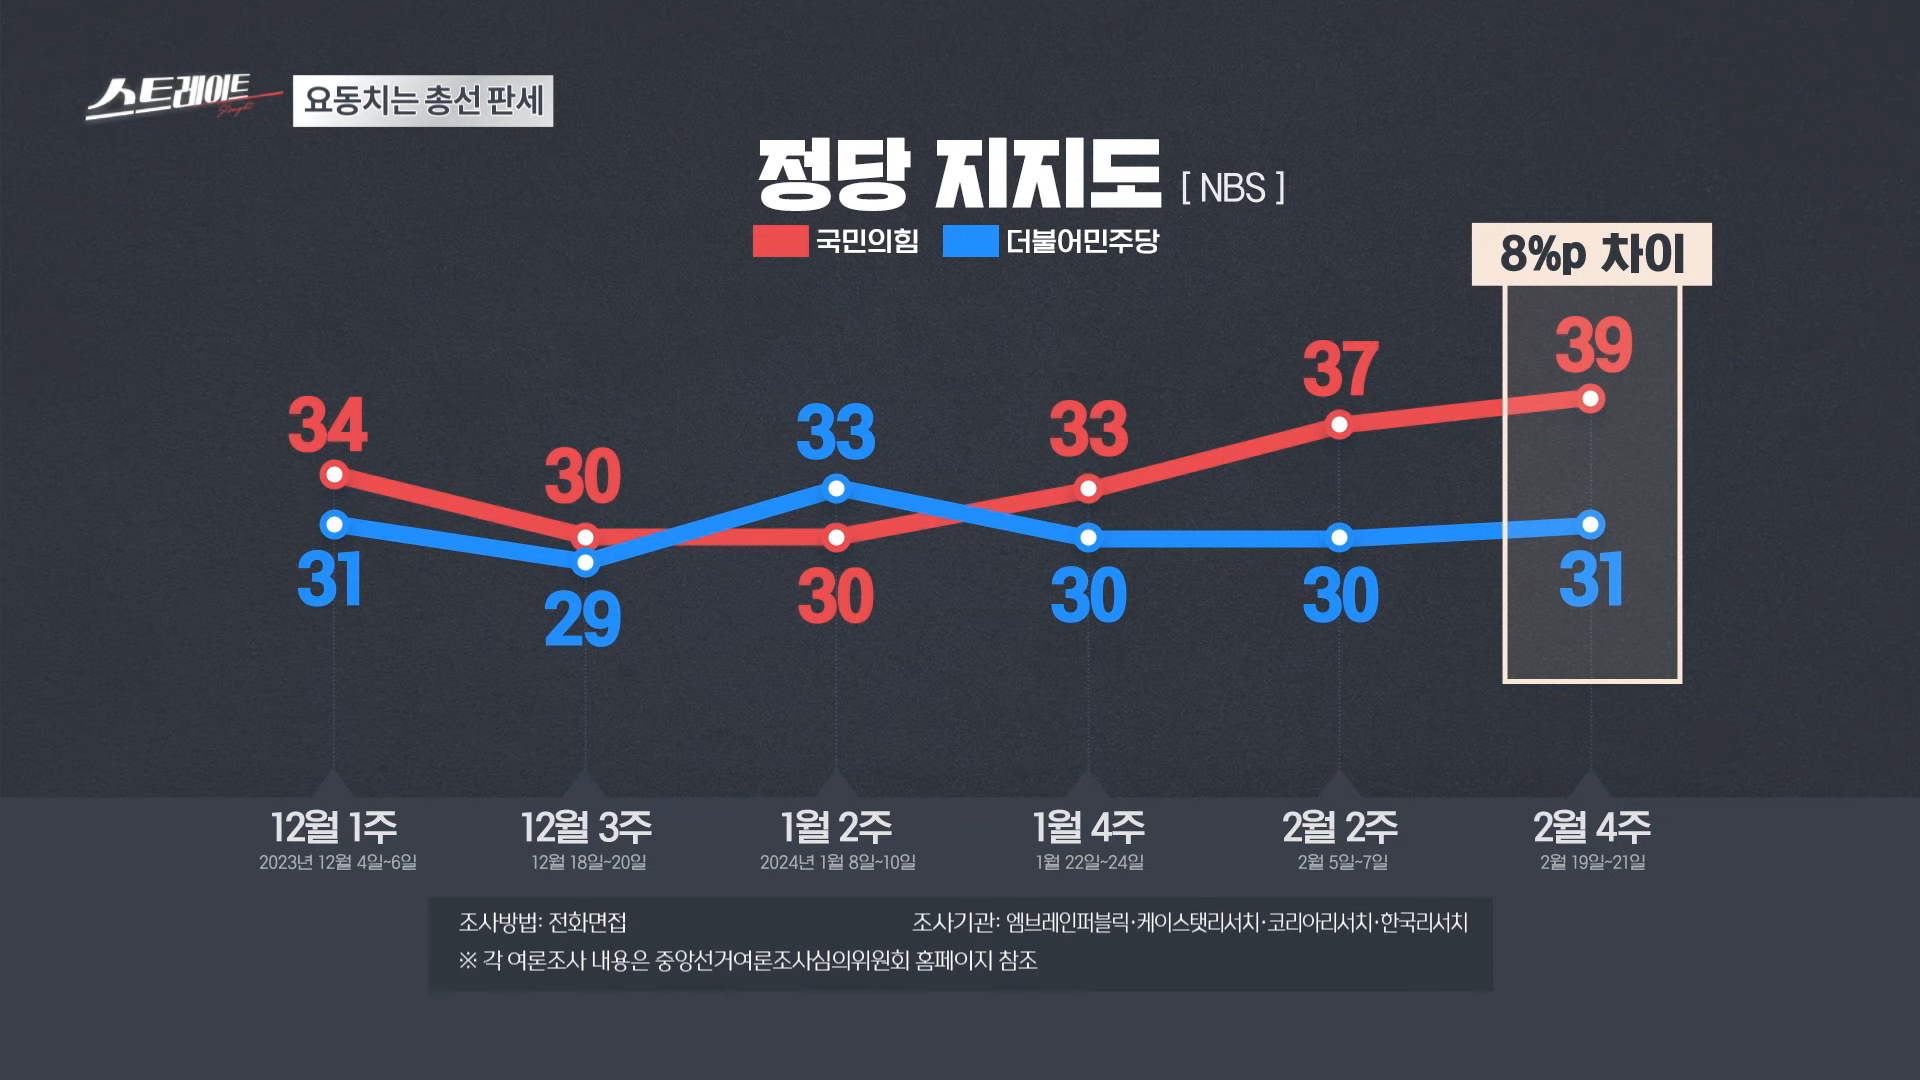 스트레이트
Straight
요동치는 총선 판세
정당 지지도 [ NBS ]
국민의힘 더불어민주당
8%p 차이
34 30 33 33 37 39
31 29 30 30 30 31
12월 1주 12월 3주 1월 2주 1월 4주 2월 2주 2월 4주
2023년 12월 4일~6일 12월 18일~20일 2024년 1월 8일~10일 1월 22일~24일 2월 5일~7일 2월 19일~21일
조사방법: 전화면접 조사기관: 엠브레인퍼블릭·케이스탯리서치·코리아리서치·한국리서치
※ 각 여론조사 내용은 중앙선거여론조사심의위원회 홈페이지 참조